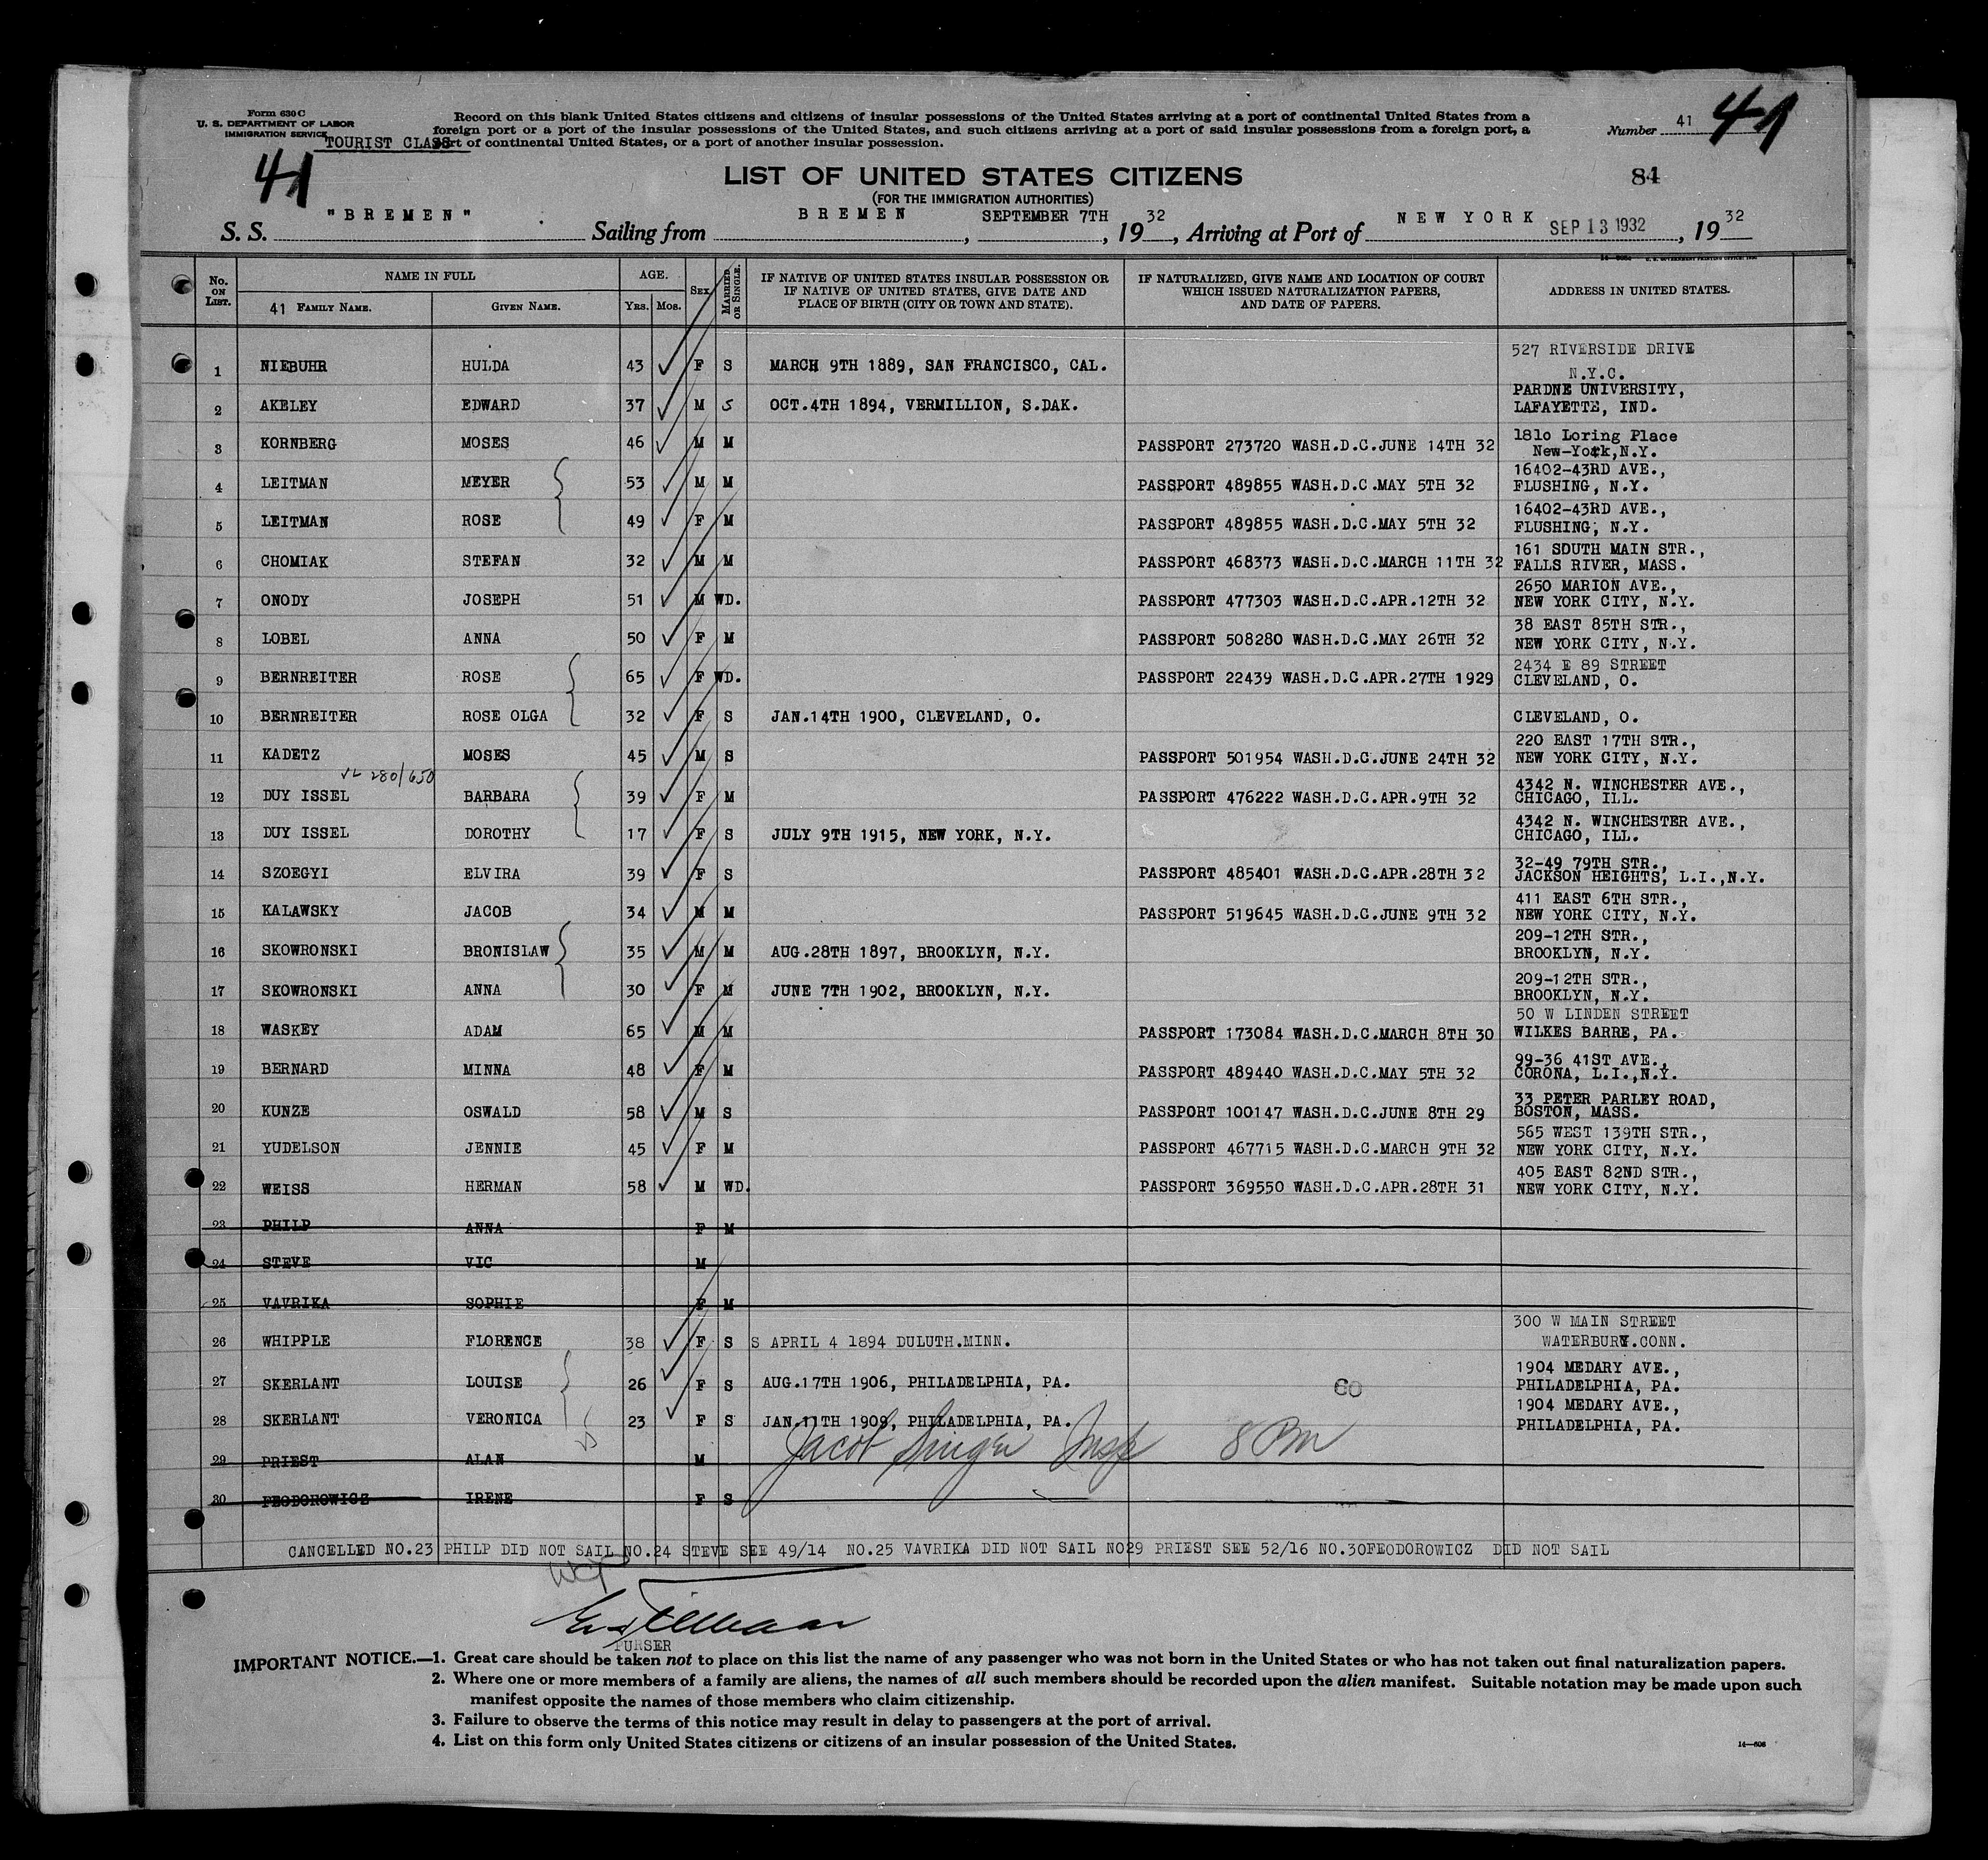 Form 630 C
U. S. DEPARTMENT OF LABOR
IMMIGRATION SERVICE
TOURIST CLASS
Record on this blank United States citizens and citizens of insular possessions of the United States arriving at a port of continental United States from a
foreign port or a port of the insular possessions of the United States, and such citizens arriving at a port of said insular possessions from a foreign port, a
port of continental United States, or a port of another insular possession.
Number 41 41
41
LIST OF UNITED STATES CITIZENS
(FOR THE IMMIGRATION AUTHORITIES)
84
S. S. "BREMEN" Sailing from BREMEN, SEPTEMBER 7TH, 1932, Arriving at Port of NEW YORK SEP 13 1932, 1932
No. ON LIST. NAME IN FULL AGE. Sex MARRIED OR SINGLE. IF NATIVE OF UNITED STATES INSULAR POSSESSION OR IF NATIVE OF UNITED STATES, GIVE DATE AND PLACE OF BIRTH (CITY OR TOWN AND STATE). IF NATURALIZED, GIVE NAME AND LOCATION OF COURT WHICH ISSUED NATURALIZATION PAPERS, AND DATE OF PAPERS. ADDRESS IN UNITED STATES.
41 FAMILY NAME. GIVEN NAME. YRS. MOS.
1 NIEBUHR HULDA 43 F S MARCH 9TH 1889, SAN FRANCISCO, CAL. 527 RIVERSIDE DRIVE N.Y.C.
2 AKELEY EDWARD 37 M S OCT.4TH 1894, VERMILLION, S.DAK. PARDNE UNIVERSITY, LAFAYETTE, IND.
3 KORNBERG MOSES 46 M M PASSPORT 273720 WASH.D.C.JUNE 14TH 32 1810 Loring Place New-York,N.Y.
4 LEITMAN MEYER 53 M M PASSPORT 489855 WASH.D.C.MAY 5TH 32 16402-43RD AVE., FLUSHING, N.Y.
5 LEITMAN ROSE 49 F M PASSPORT 489855 WASH.D.C.MAY 5TH 32 16402-43RD AVE., FLUSHING, N.Y.
6 CHOMIAK STEFAN 32 M M PASSPORT 468373 WASH.D.C.MARCH 11TH 32 161 SOUTH MAIN STR., FALLS RIVER, MASS.
7 ONODY JOSEPH 51 M WD. PASSPORT 477303 WASH.D.C.APR.12TH 32 2650 MARION AVE., NEW YORK CITY, N.Y.
8 LOBEL ANNA 50 F M PASSPORT 508280 WASH.D.C.MAY 26TH 32 38 EAST 85TH STR., NEW YORK CITY, N.Y.
9 BERNREITER ROSE 65 F WD. PASSPORT 22439 WASH.D.C.APR.27TH 1929 2434 E 89 STREET CLEVELAND, O.
10 BERNREITER ROSE OLGA 32 F S JAN.14TH 1900, CLEVELAND, O. CLEVELAND, O.
11 KADETZ MOSES 45 M S PASSPORT 501954 WASH.D.C.JUNE 24TH 32 220 EAST 17TH STR., NEW YORK CITY, N.Y.
VL 280/650
12 DUY ISSEL BARBARA 39 F M PASSPORT 476222 WASH.D.C.APR.9TH 32 4342 N. WINCHESTER AVE., CHICAGO, ILL.
13 DUY ISSEL DOROTHY 17 F S JULY 9TH 1915, NEW YORK, N.Y. 4342 N. WINCHESTER AVE., CHICAGO, ILL.
14 SZOEGYI ELVIRA 39 F S PASSPORT 485401 WASH.D.C.APR.28TH 32 32-49 79TH STR., JACKSON HEIGHTS, L.I.,N.Y.
15 KALAWSKY JACOB 34 M M PASSPORT 519645 WASH.D.C.JUNE 9TH 32 411 EAST 6TH STR., NEW YORK CITY, N.Y.
16 SKOWRONSKI BRONISLAW 35 M M AUG.28TH 1897, BROOKLYN, N.Y. 209-12TH STR., BROOKLYN, N.Y.
17 SKOWRONSKI ANNA 30 F M JUNE 7TH 1902, BROOKLYN, N.Y. 209-12TH STR., BROOKLYN, N.Y.
18 WASKEY ADAM 65 M M PASSPORT 173084 WASH.D.C.MARCH 8TH 30 50 W LINDEN STREET WILKES BARRE, PA.
19 BERNARD MINNA 48 F M PASSPORT 489440 WASH.D.C.MAY 5TH 32 99-36 41ST AVE., CORONA, L.I.,N.Y.
20 KUNZE OSWALD 58 M S PASSPORT 100147 WASH.D.C.JUNE 8TH 29 33 PETER PARLEY ROAD, BOSTON, MASS.
21 YUDELSON JENNIE 45 F M PASSPORT 467715 WASH.D.C.MARCH 9TH 32 565 WEST 139TH STR., NEW YORK CITY, N.Y.
22 WEISS HERMAN 58 M WD. PASSPORT 369550 WASH.D.C.APR.28TH 31 405 EAST 82ND STR., NEW YORK CITY, N.Y.
23 PHILP ANNA F M
24 STEVE VIC M
25 VAVRIKA SOPHIE F M
26 WHIPPLE FLORENCE 38 F S S APRIL 4 1894 DULUTH.MINN. 300 W MAIN STREET WATERBURY.CONN.
27 SKERLANT LOUISE 26 F S AUG.17TH 1906, PHILADELPHIA, PA. 60 1904 MEDARY AVE., PHILADELPHIA, PA.
28 SKERLANT VERONICA 23 F S JAN.11TH 1909, PHILADELPHIA, PA. 1904 MEDARY AVE., PHILADELPHIA, PA.
Jacob Singer Insp 8 Pm
29 PRIEST ALAN M
30 FEODOROWICZ IRENE F S
CANCELLED NO.23 PHILP DID NOT SAIL NO.24 STEVE SEE 49/14 NO.25 VAVRIKA DID NOT SAIL NO29 PRIEST SEE 52/16 NO.30FEODOROWICZ DID NOT SAIL
PURSER
IMPORTANT NOTICE.—1. Great care should be taken not to place on this list the name of any passenger who was not born in the United States or who has not taken out final naturalization papers.
2. Where one or more members of a family are aliens, the names of all such members should be recorded upon the alien manifest. Suitable notation may be made upon such
manifest opposite the names of those members who claim citizenship.
3. Failure to observe the terms of this notice may result in delay to passengers at the port of arrival.
4. List on this form only United States citizens or citizens of an insular possession of the United States.
14—606